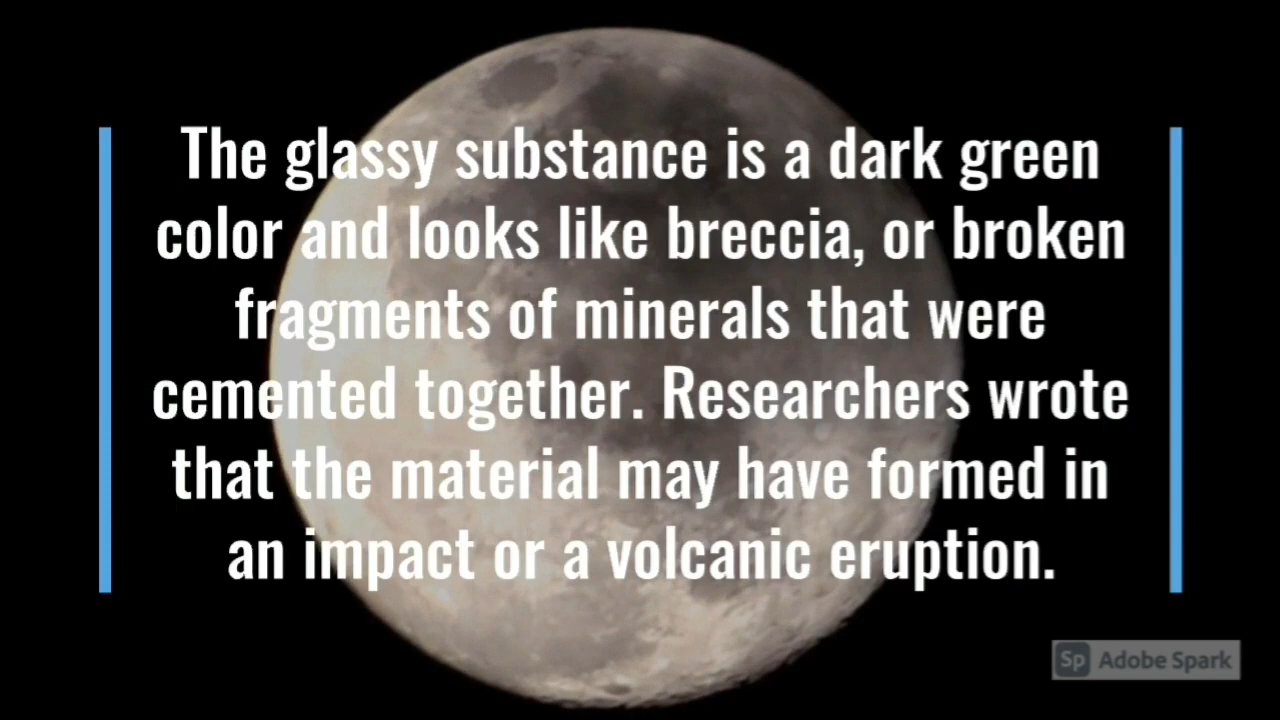 The glassy substance is a dark green
color and looks like breccia, or broken
fragments of minerals that were
cemented together. Researchers wrote
that the material may have formed in
an impact or a volcanic eruption.
Sp Adobe Spark